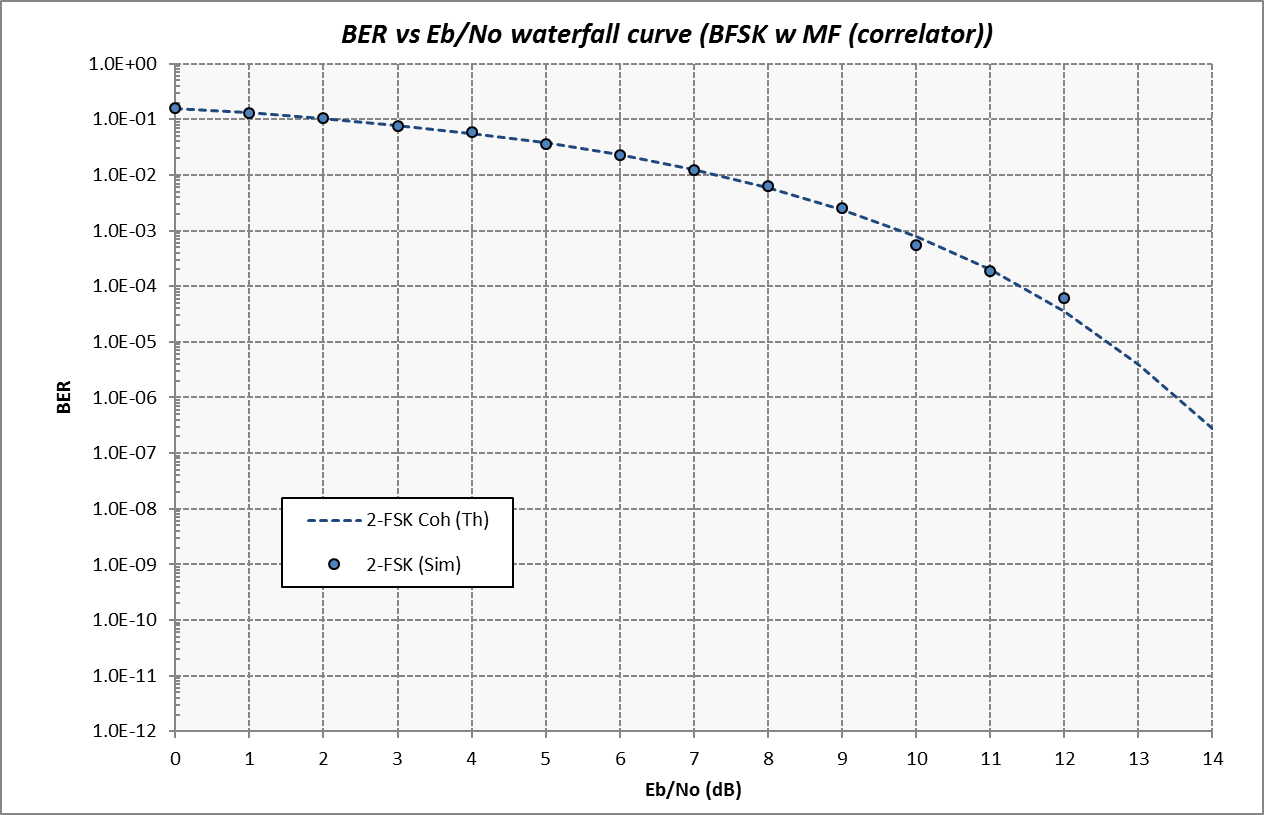 BER vs Eb/No waterfall curve (BFSK w MF (correlator))
1.0E+00
1.0E-01
1.0E-02
1.0E-03
1.0E-04
1.0E-05
1.0E-06
1.0E-07
1.0E-08
1.0E-09
1.0E-10
1.0E-11
1.0E-12
BER
2-FSK Coh (Th)
2-FSK (Sim)
0 1 2 3 4 5 6 7 8 9 10 11 12 13 14
Eb/No (dB)